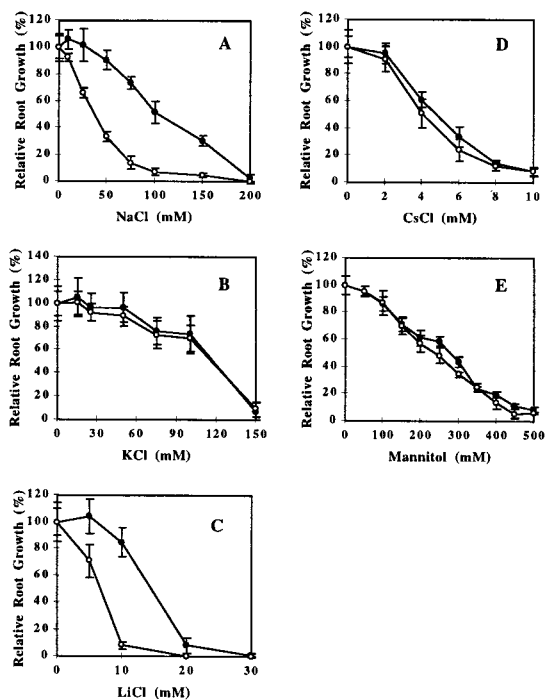 Relative Root Growth (%)
120
100
80
60
40
20
0
A
0 50 100 150 200
NaCl (mM)
Relative Root Growth (%)
140
120
100
80
60
40
20
0
B
0 30 60 90 120 150
KCl (mM)
Relative Root Growth (%)
120
100
80
60
40
20
0
C
0 10 20 30
LiCl (mM)
Relative Root Growth (%)
120
100
80
60
40
20
0
D
0 2 4 6 8 10
CsCl (mM)
Relative Root Growth (%)
120
100
80
60
40
20
0
E
0 100 200 300 400 500
Mannitol (mM)